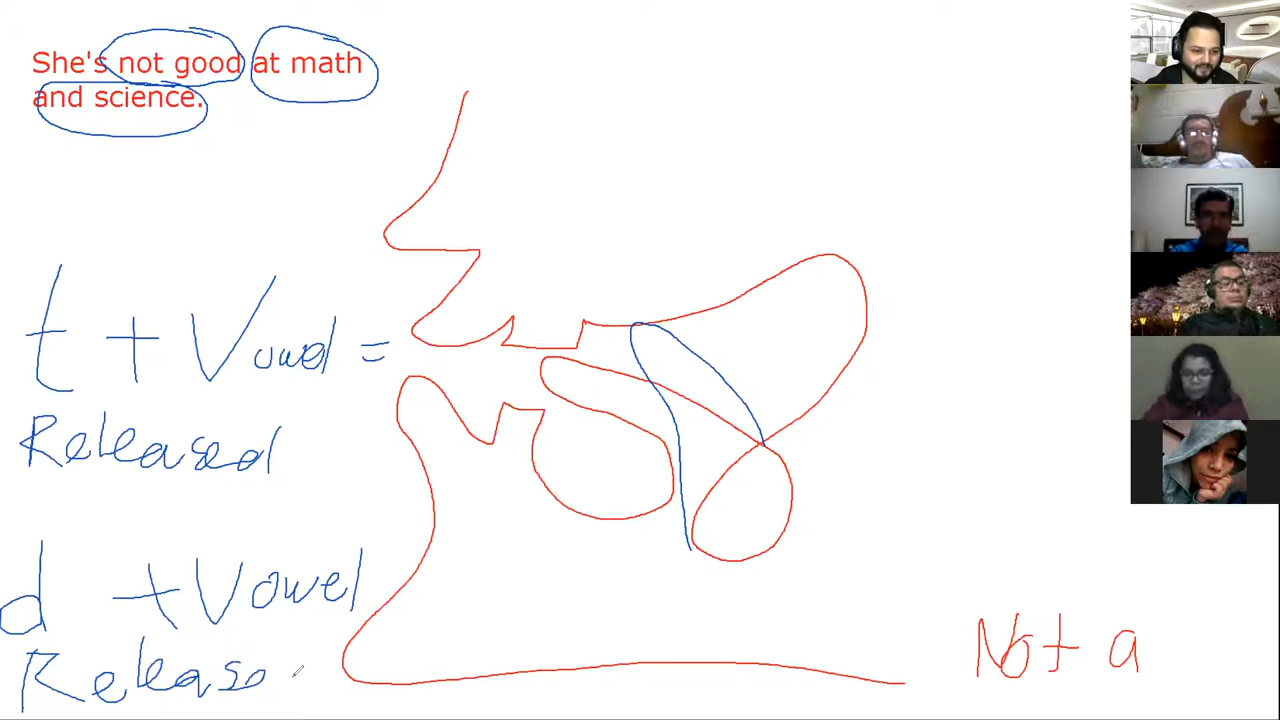 She's not good at math
and science.
t + Vowel =
Released
d + Vowel
Release
Not a